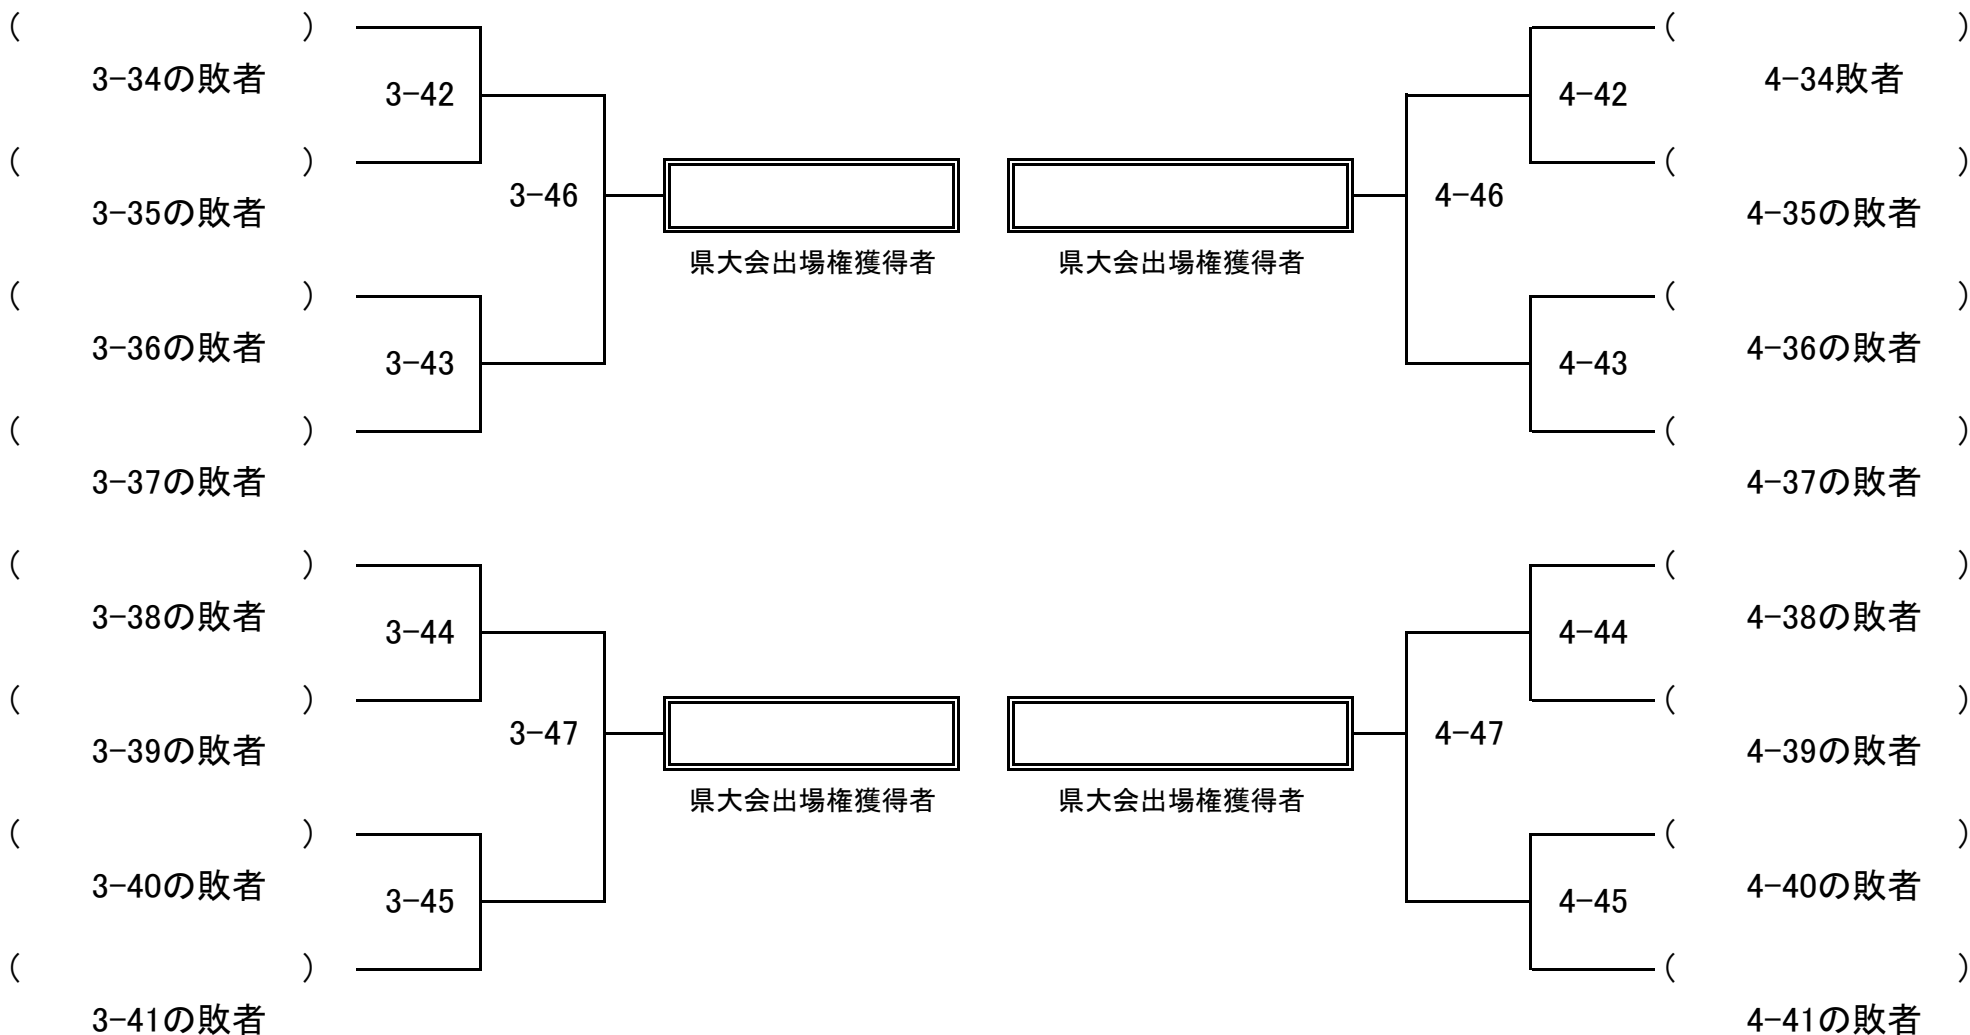 (                ) (                )
3-34の敗者 3-42 4-42 4-34敗者
(                ) (                )
3-46 4-46
3-35の敗者 4-35の敗者
県大会出場権獲得者 県大会出場権獲得者
(                ) (                )
3-36の敗者 3-43 4-43 4-36の敗者
(                ) (                )
3-37の敗者 4-37の敗者
(                ) (                )
3-38の敗者 3-44 4-44 4-38の敗者
(                ) (                )
3-47 4-47
3-39の敗者 4-39の敗者
県大会出場権獲得者 県大会出場権獲得者
(                ) (                )
3-40の敗者 3-45 4-45 4-40の敗者
(                ) (                )
3-41の敗者 4-41の敗者